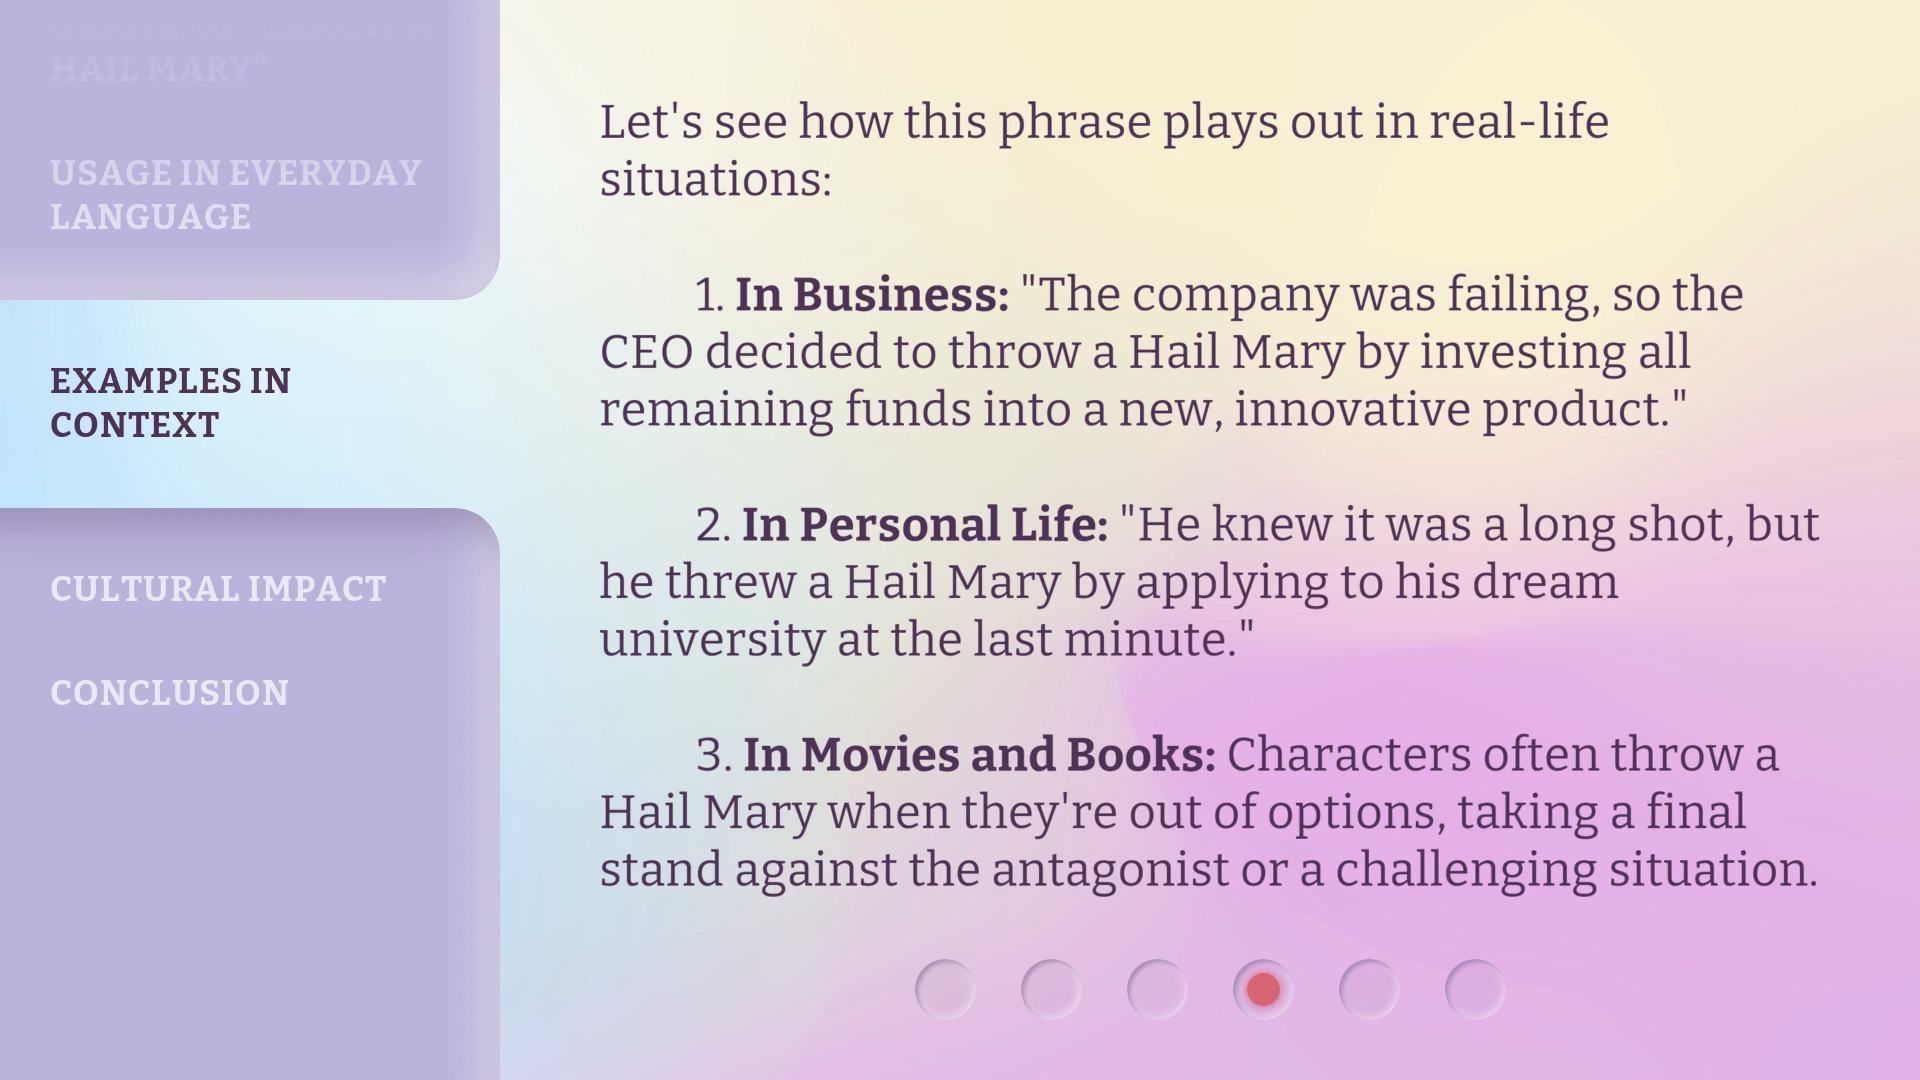 HAIL MARY"
USAGE IN EVERYDAY
LANGUAGE
EXAMPLES IN
CONTEXT
CULTURAL IMPACT
CONCLUSION
Let's see how this phrase plays out in real-life
situations:
1. In Business: "The company was failing, so the
CEO decided to throw a Hail Mary by investing all
remaining funds into a new, innovative product."
2. In Personal Life: "He knew it was a long shot, but
he threw a Hail Mary by applying to his dream
university at the last minute."
3. In Movies and Books: Characters often throw a
Hail Mary when they're out of options, taking a final
stand against the antagonist or a challenging situation.